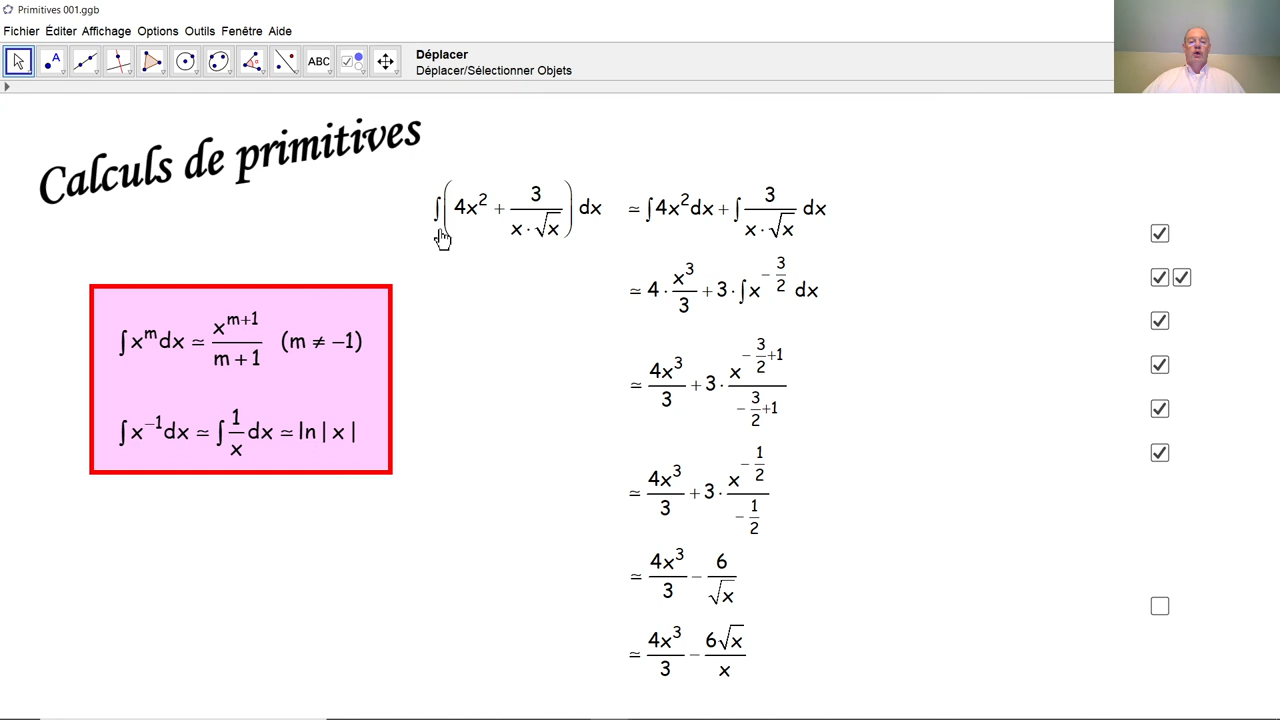 Primitives 001.ggb
Fichier Éditer Affichage Options Outils Fenêtre Aide
A
ABC
Déplacer
Déplacer/Sélectionner Objets
Calculs de primitives
∫(4x² + 3/(x·√x)) dx ≃ ∫4x²dx + ∫3/(x·√x) dx
≃ 4·x³/3 + 3·∫x^(−3/2) dx
≃ 4x³/3 + 3·x^(−3/2+1)/(−3/2+1)
≃ 4x³/3 + 3·x^(−1/2)/(−1/2)
≃ 4x³/3 − 6/√x
≃ 4x³/3 − 6√x/x
∫x^m dx ≃ x^(m+1)/(m+1) (m ≠ −1)
∫x⁻¹dx ≃ ∫1/x dx ≃ ln|x|